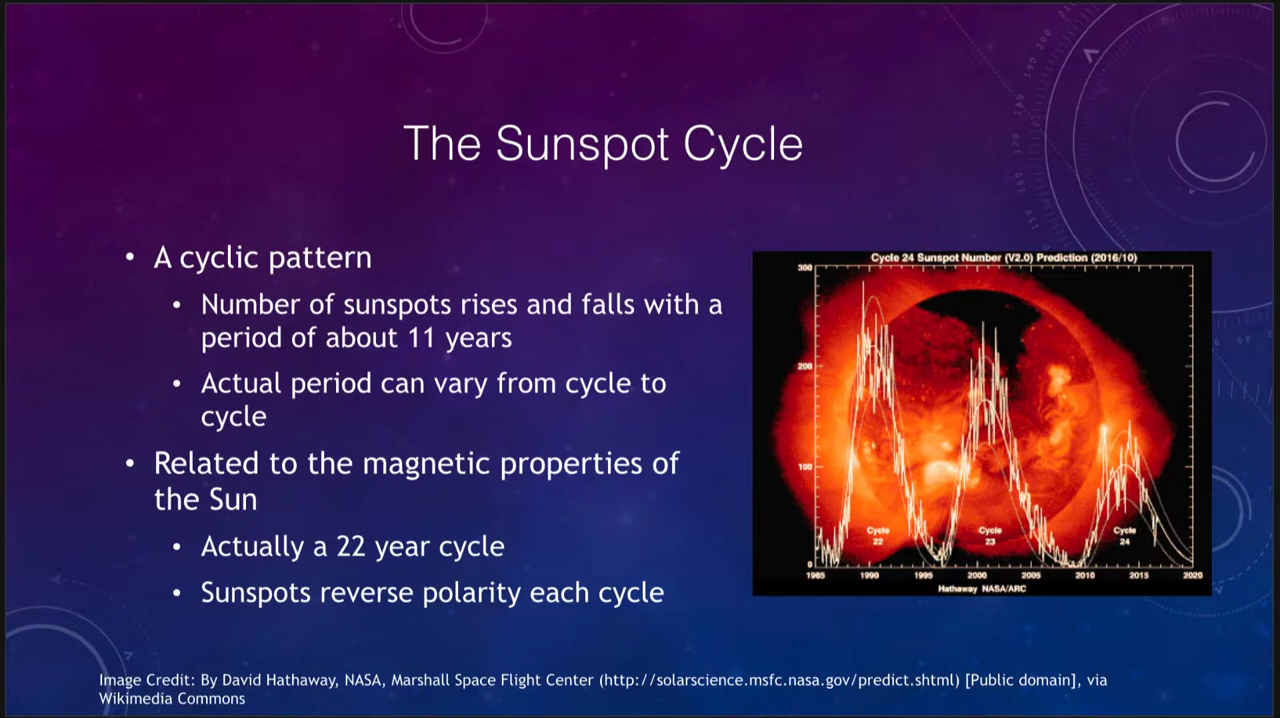 The Sunspot Cycle
• A cyclic pattern
• Number of sunspots rises and falls with a
period of about 11 years
• Actual period can vary from cycle to
cycle
• Related to the magnetic properties of
the Sun
• Actually a 22 year cycle
• Sunspots reverse polarity each cycle
Cycle 24 Sunspot Number (V2.0) Prediction (2016/10)
300
200
100
0
Cycle
22
Cycle
23
Cycle
24
1985 1990 1995 2000 2005 2010 2015 2020
Hathaway NASA/ARC
Image Credit: By David Hathaway, NASA, Marshall Space Flight Center (http://solarscience.msfc.nasa.gov/predict.shtml) [Public domain], via
Wikimedia Commons